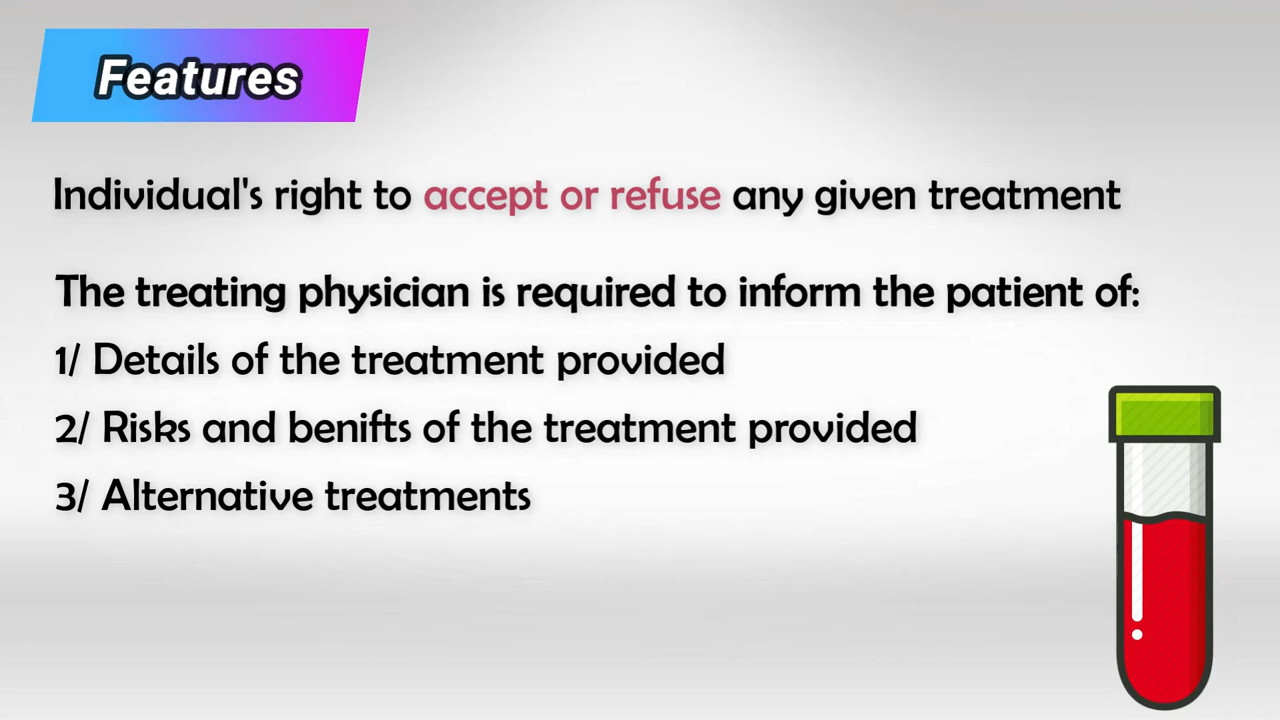 Features
Individual's right to accept or refuse any given treatment
The treating physician is required to inform the patient of:
1/ Details of the treatment provided
2/ Risks and benifts of the treatment provided
3/ Alternative treatments